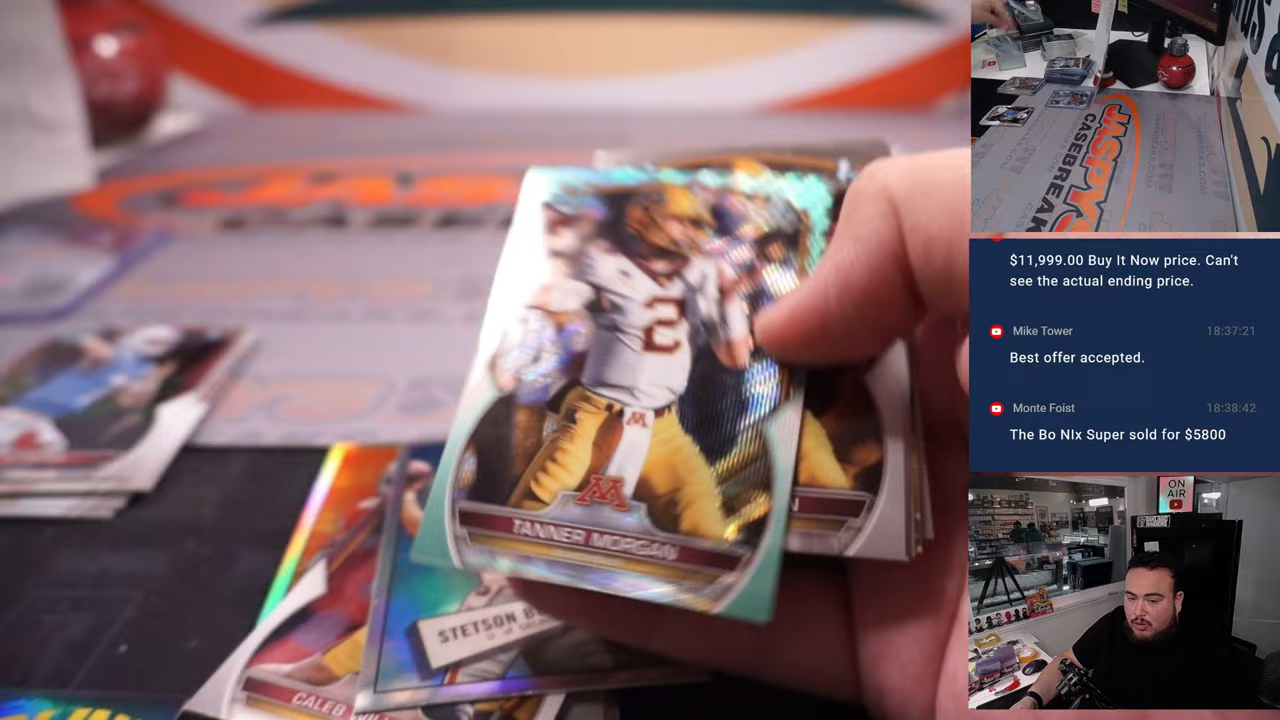 2
M
M
TANNER MORGAN
STETSON
CALEB
JASPY'S
CASEBREAKS
$11,999.00 Buy It Now price. Can't
see the actual ending price.
Mike Tower
18:37:21
Best offer accepted.
Monte Foist
18:38:42
The Bo NIx Super sold for $5800
ON
AIR